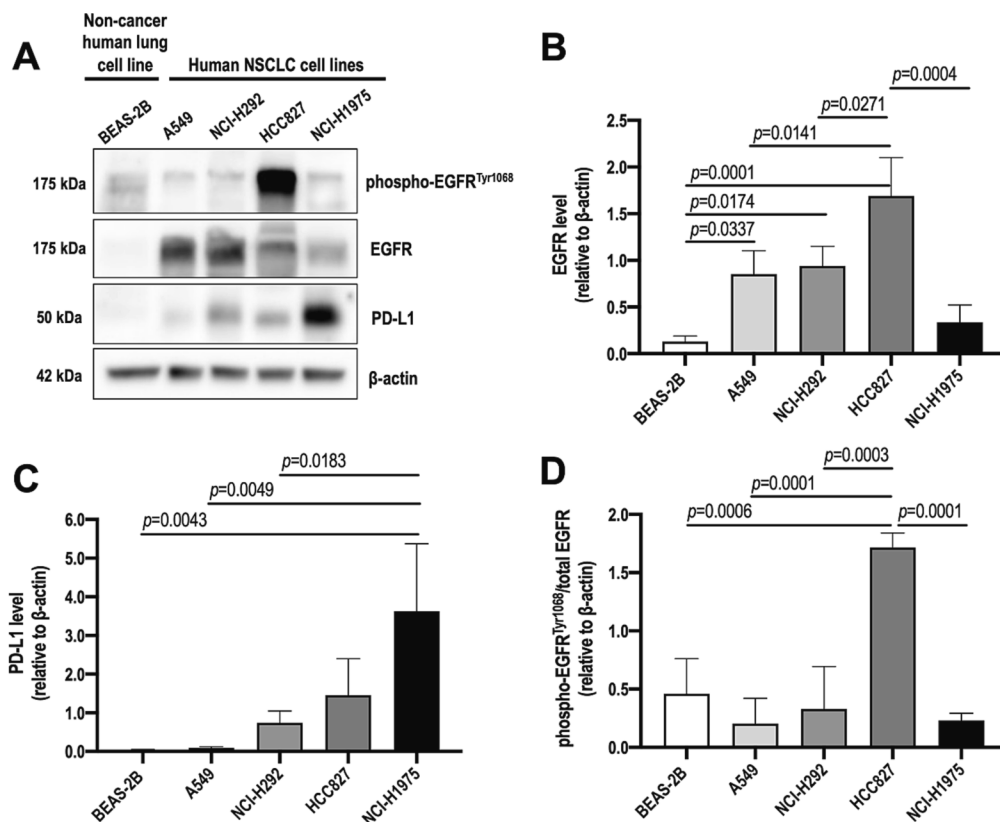 A
Non-cancer
human lung
cell line
Human NSCLC cell lines
BEAS-2B
A549
NCI-H292
HCC827
NCI-H1975
175 kDa
phospho-EGFRTyr1068
175 kDa
EGFR
50 kDa
PD-L1
42 kDa
β-actin
B
p=0.0004
p=0.0271
p=0.0141
p=0.0001
p=0.0174
p=0.0337
EGFR level
(relative to β-actin)
2.5
2.0
1.5
1.0
0.5
0.0
BEAS-2B
A549
NCI-H292
HCC827
NCI-H1975
C
p=0.0183
p=0.0049
p=0.0043
PD-L1 level
(relative to β-actin)
6.0
5.0
4.0
3.0
2.0
1.0
0.0
BEAS-2B
A549
NCI-H292
HCC827
NCI-H1975
D
p=0.0003
p=0.0001
p=0.0006
p=0.0001
phospho-EGFRTyr1068/total EGFR
(relative to β-actin)
2.0
1.5
1.0
0.5
0.0
BEAS-2B
A549
NCI-H292
HCC827
NCI-H1975